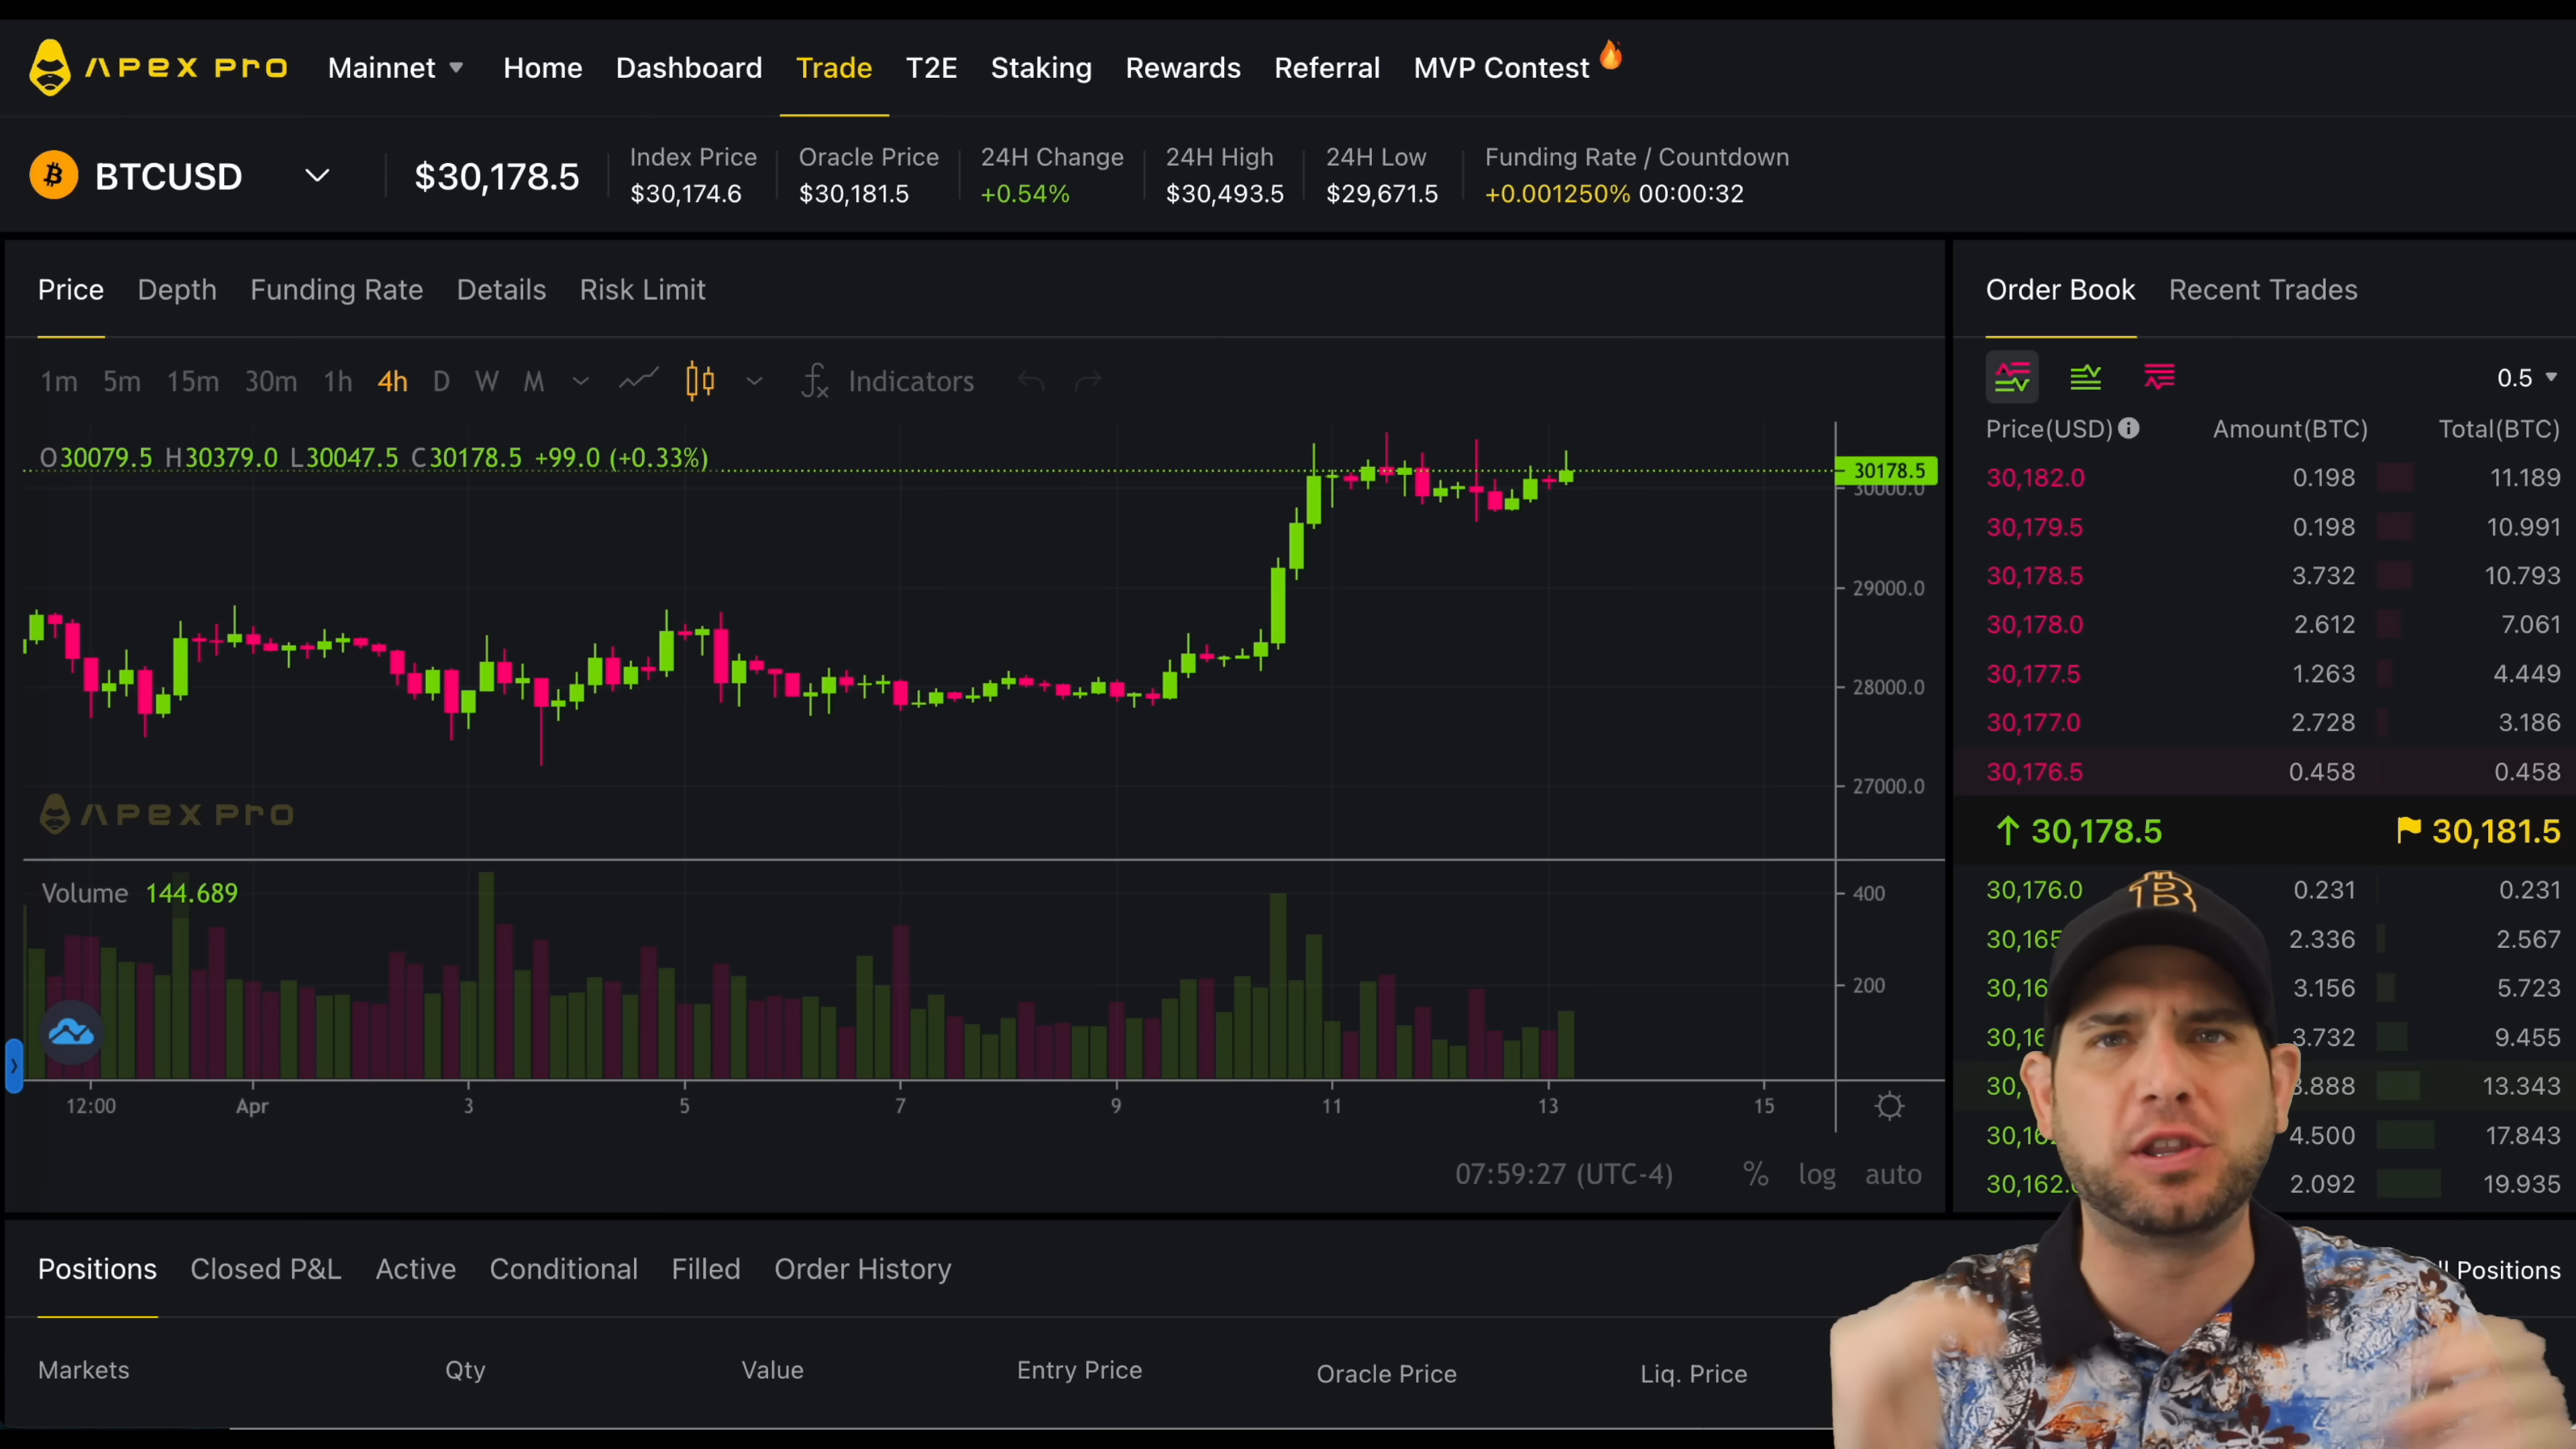 APEX PRO Mainnet Home Dashboard Trade T2E Staking Rewards Referral MVP Contest
BTCUSD $30,178.5
Index Price Oracle Price 24H Change 24H High 24H Low Funding Rate / Countdown
$30,174.6 $30,181.5 +0.54% $30,493.5 $29,671.5 +0.001250% 00:00:32
Price Depth Funding Rate Details Risk Limit
1m 5m 15m 30m 1h 4h D W M fx Indicators
O30079.5 H30379.0 L30047.5 C30178.5 +99.0 (+0.33%)
30178.5
30000.0
29000.0
28000.0
27000.0
APEX PRO
Volume 144.689
400
200
12:00 Apr 3 5 7 9 11 13 15
07:59:27 (UTC-4) % log auto
Order Book Recent Trades
0.5
Price(USD) Amount(BTC) Total(BTC)
30,182.0 0.198 11.189
30,179.5 0.198 10.991
30,178.5 3.732 10.793
30,178.0 2.612 7.061
30,177.5 1.263 4.449
30,177.0 2.728 3.186
30,176.5 0.458 0.458
30,178.5 30,181.5
30,176.0 0.231 0.231
30,165 2.336 2.567
30,16 3.156 5.723
30,16 3.732 9.455
30, .888 13.343
30,16 4.500 17.843
30,162. 2.092 19.935
Positions Closed P&L Active Conditional Filled Order History
Positions
Markets Qty Value Entry Price Oracle Price Liq. Price